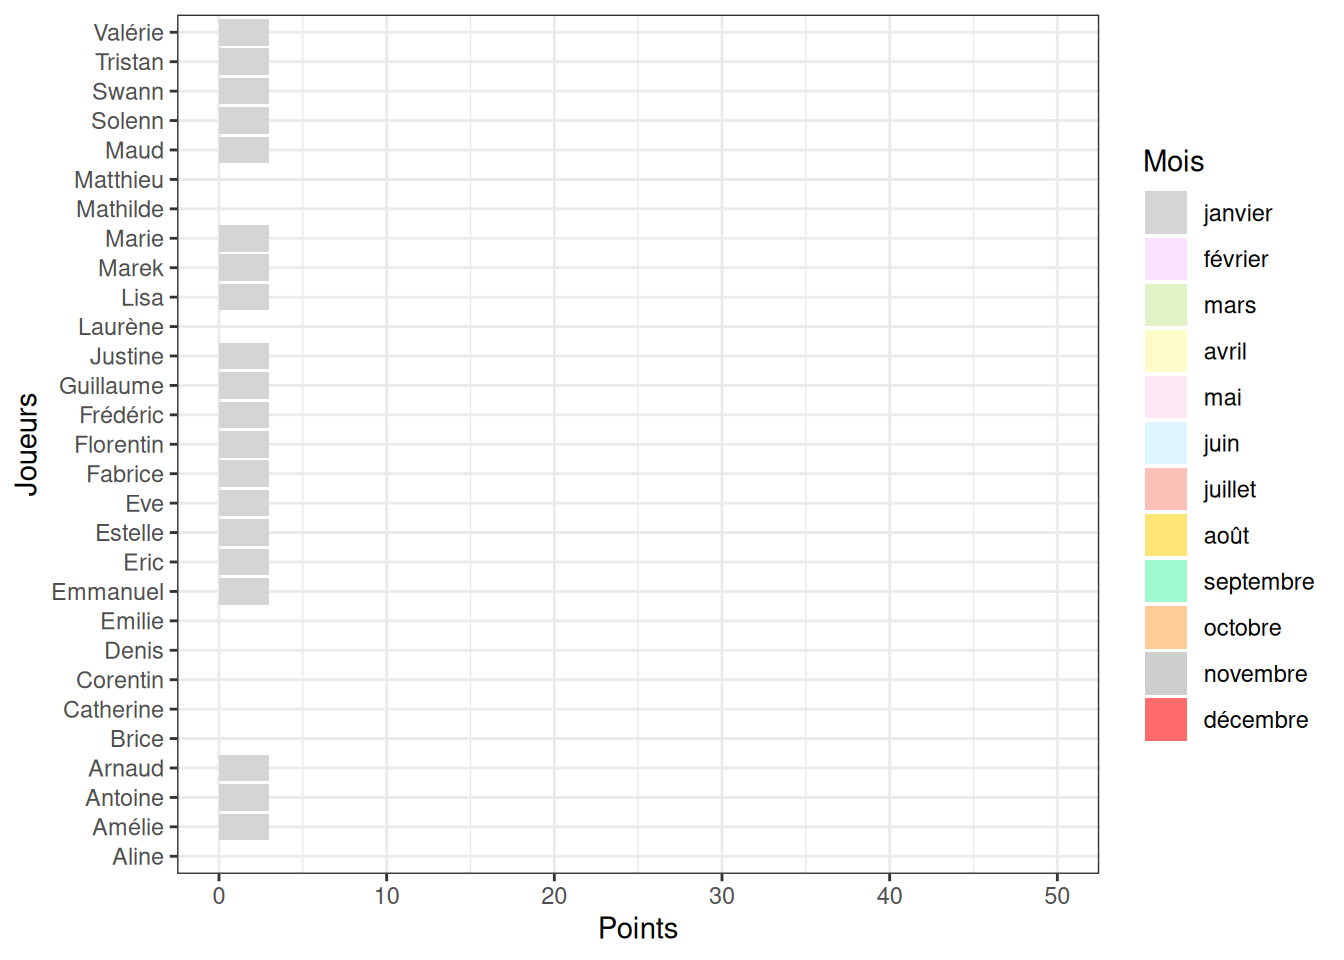 Joueurs
Valérie
Tristan
Swann
Solenn
Maud
Matthieu
Mathilde
Marie
Marek
Lisa
Laurène
Justine
Guillaume
Frédéric
Florentin
Fabrice
Eve
Estelle
Eric
Emmanuel
Emilie
Denis
Corentin
Catherine
Brice
Arnaud
Antoine
Amélie
Aline
0 10 20 30 40 50
Points
Mois
janvier
février
mars
avril
mai
juin
juillet
août
septembre
octobre
novembre
décembre